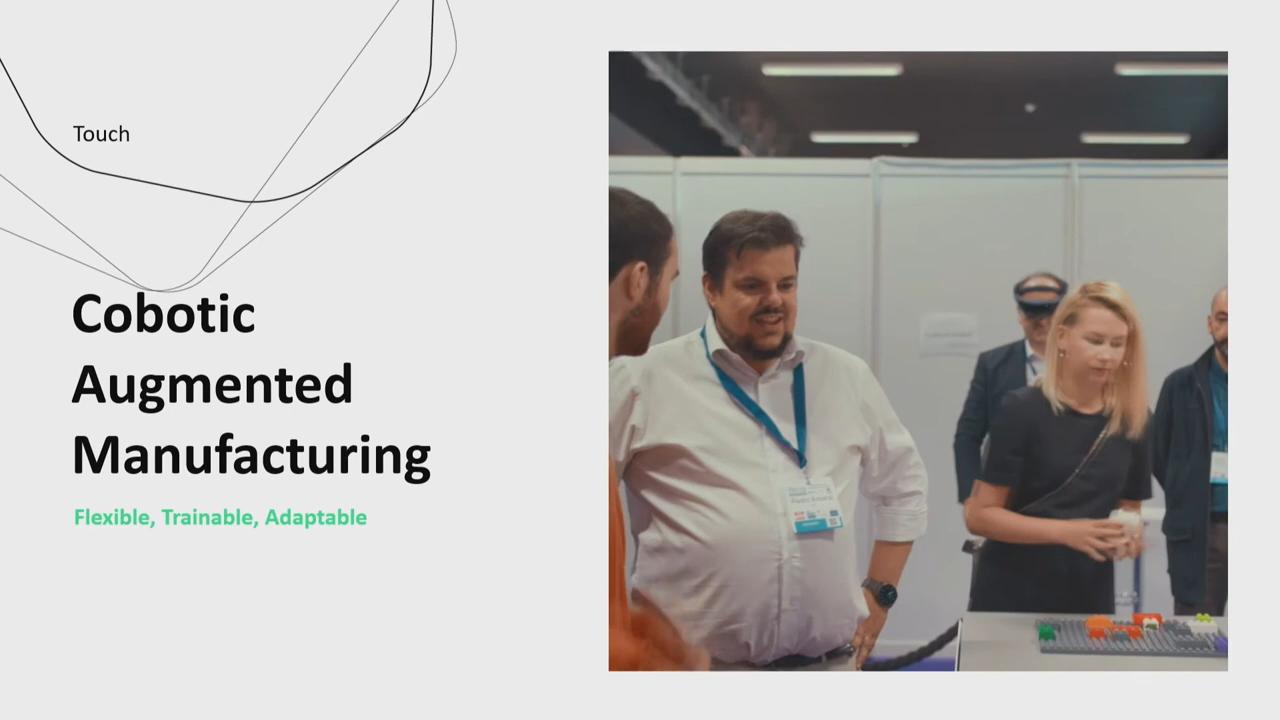 Touch
Cobotic
Augmented
Manufacturing
Flexible, Trainable, Adaptable